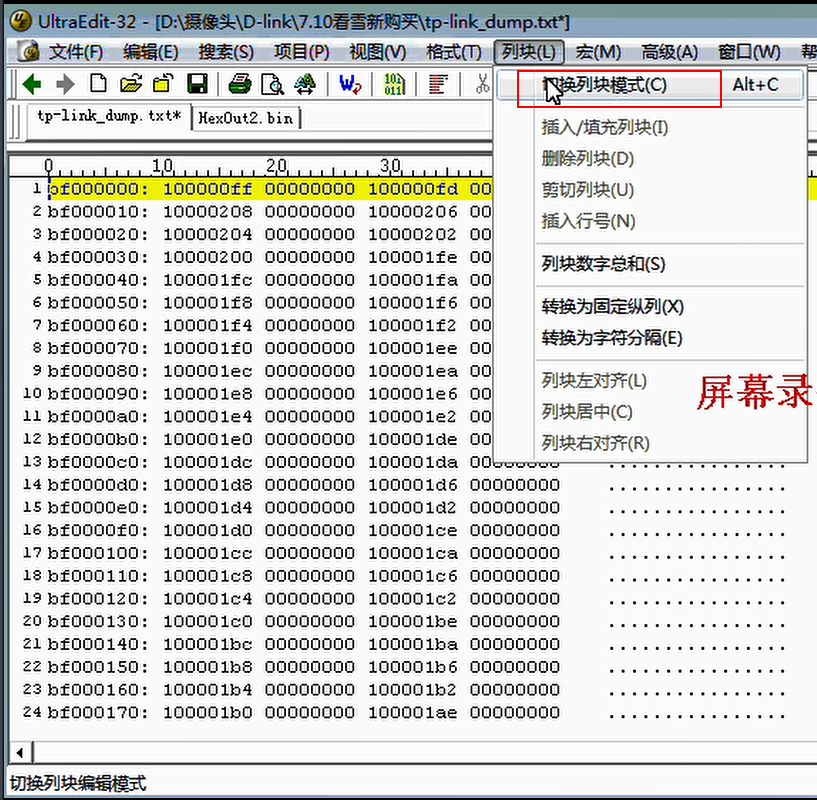 UltraEdit-32 - [D:\摄像头\D-link\7.10看雪新购买\tp-link_dump.txt*]
文件(F) 编辑(E) 搜索(S) 项目(P) 视图(V) 格式(T) 列块(L) 宏(M) 高级(A) 窗口(W) 帮
切换列块模式(C) Alt+C
tp-link_dump.txt* HexOut2.bin
插入/填充列块(I)
删除列块(D)
剪切列块(U)
插入行号(N)
列块数字总和(S)
转换为固定纵列(X)
转换为字符分隔(E)
列块左对齐(L)
列块居中(C)
列块右对齐(R)
屏幕录
0 10 20 30
1 bf000000: 100000ff 00000000 100000fd 00
2 bf000010: 10000208 00000000 10000206 00
3 bf000020: 10000204 00000000 10000202 00
4 bf000030: 10000200 00000000 100001fe 00
5 bf000040: 100001fc 00000000 100001fa 00
6 bf000050: 100001f8 00000000 100001f6 00
7 bf000060: 100001f4 00000000 100001f2 00
8 bf000070: 100001f0 00000000 100001ee 00
9 bf000080: 100001ec 00000000 100001ea 00
10 bf000090: 100001e8 00000000 100001e6 00
11 bf0000a0: 100001e4 00000000 100001e2 00
12 bf0000b0: 100001e0 00000000 100001de 00
13 bf0000c0: 100001dc 00000000 100001da 00000000 ................
14 bf0000d0: 100001d8 00000000 100001d6 00000000 ................
15 bf0000e0: 100001d4 00000000 100001d2 00000000 ................
16 bf0000f0: 100001d0 00000000 100001ce 00000000 ................
17 bf000100: 100001cc 00000000 100001ca 00000000 ................
18 bf000110: 100001c8 00000000 100001c6 00000000 ................
19 bf000120: 100001c4 00000000 100001c2 00000000 ................
20 bf000130: 100001c0 00000000 100001be 00000000 ................
21 bf000140: 100001bc 00000000 100001ba 00000000 ................
22 bf000150: 100001b8 00000000 100001b6 00000000 ................
23 bf000160: 100001b4 00000000 100001b2 00000000 ................
24 bf000170: 100001b0 00000000 100001ae 00000000 ................
切换列块编辑模式